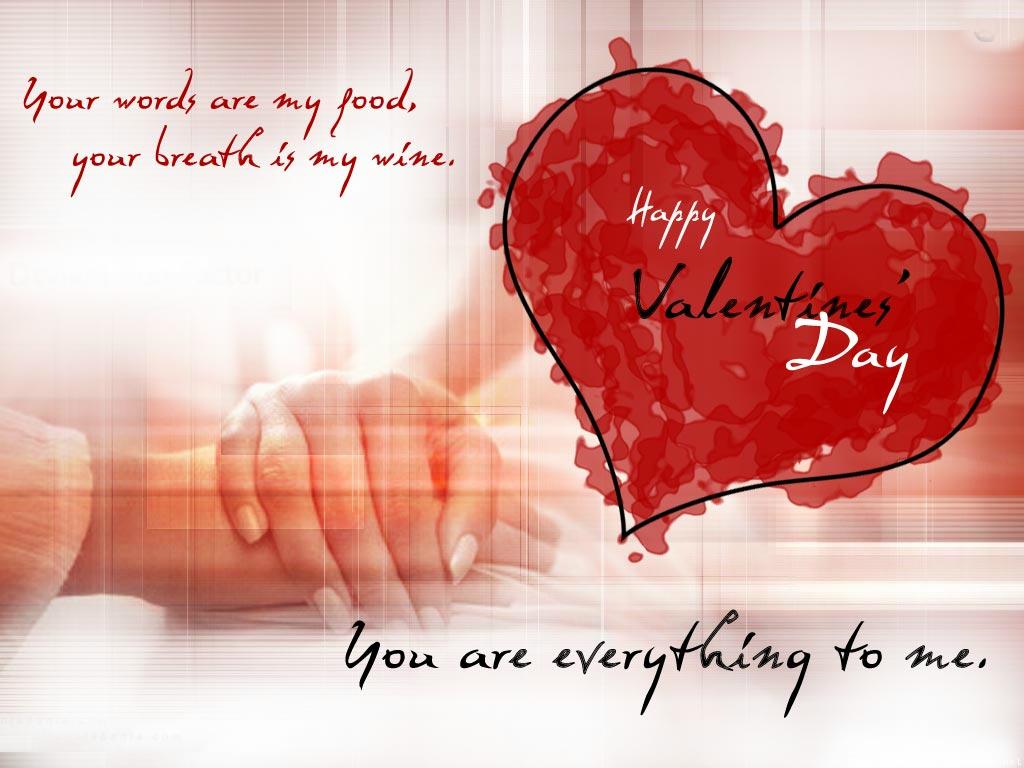 Your words are my food,
your breath is my wine.
Happy
Valentines'
Day
You are everything to me.